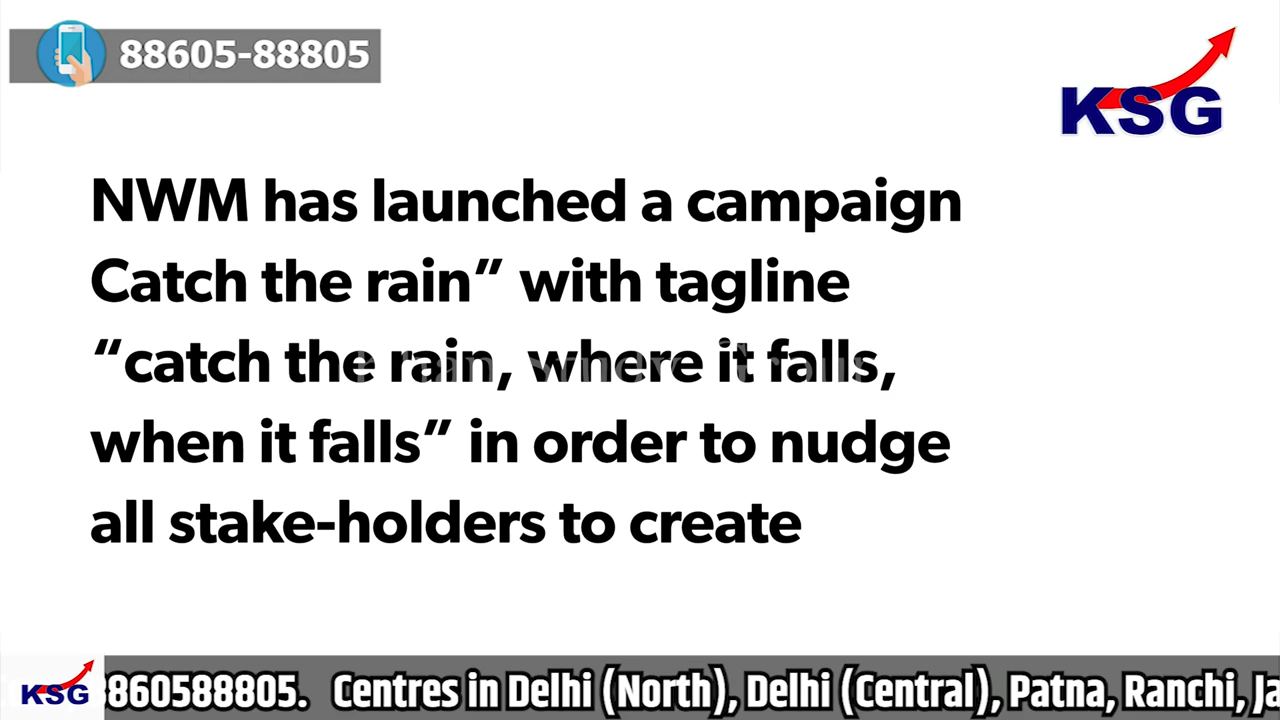 88605-88805
KSG
NWM has launched a campaign
Catch the rain” with tagline
“catch the rain, where it falls,
when it falls” in order to nudge
all stake-holders to create
KSG
8860588805. Centres in Delhi (North), Delhi (Central), Patna, Ranchi,